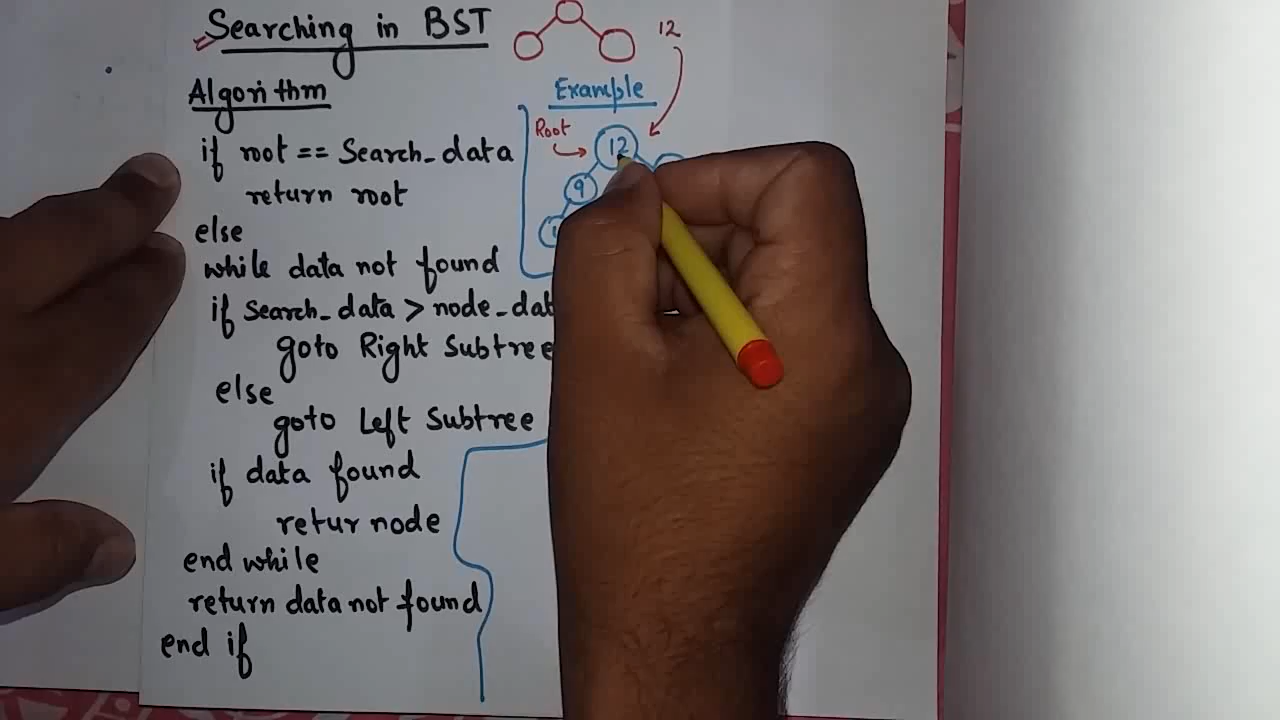 Searching in BST
12
Algorithm
Example
Root
12
9
if root == Search_data
return root
else
while data not found
if Search_data > node_dat
goto Right Subtree
else
goto Left Subtree
if data found
retur node
end while
return data not found
end if